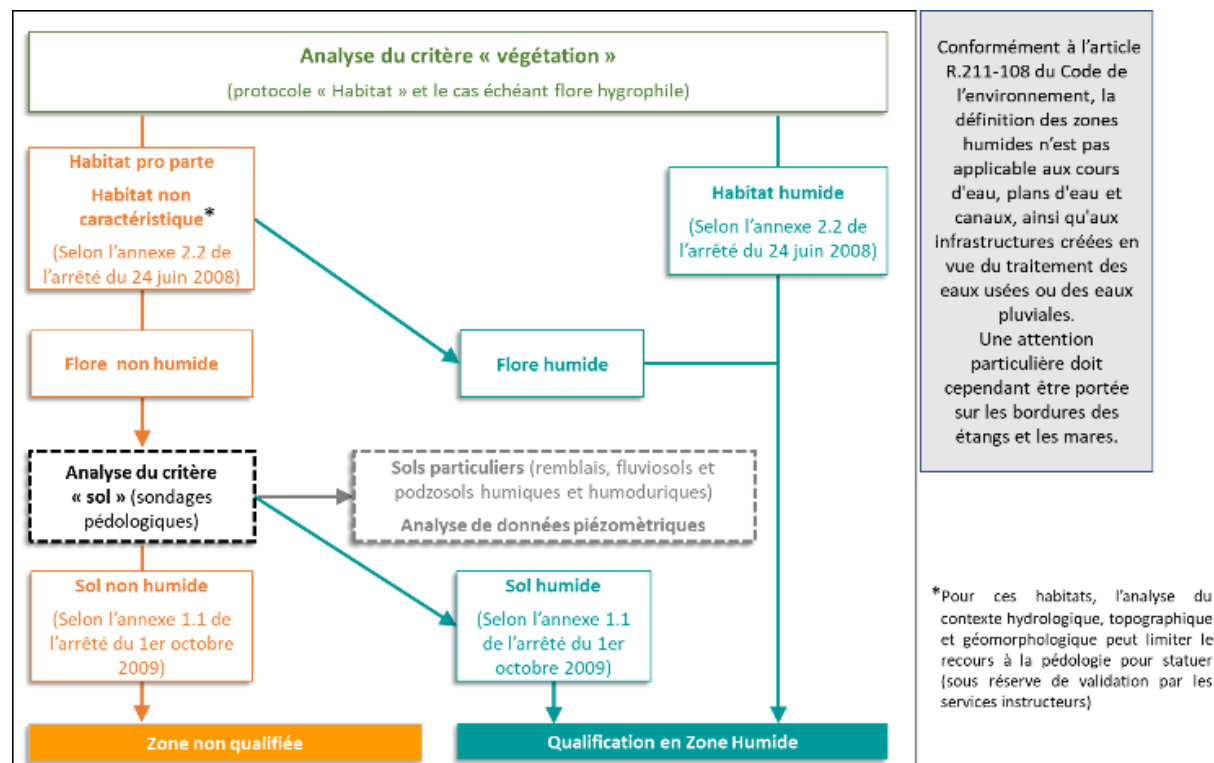 Analyse du critère « végétation »
(protocole « Habitat » et le cas échéant flore hygrophile)
Habitat pro parte
Habitat non
caractéristique*
(Selon l'annexe 2.2 de
l'arrêté du 24 juin 2008)
Habitat humide
(Selon l'annexe 2.2 de
l'arrêté du 24 juin 2008)
Flore non humide
Flore humide
Analyse du critère
« sol » (sondages
pédologiques)
Sols particuliers (remblais, fluviosols et
podzosols humiques et humoduriques)
Analyse de données piézomètriques
Sol non humide
(Selon l'annexe 1.1 de
l'arrêté du 1er octobre
2009)
Sol humide
(Selon l'annexe 1.1
de l'arrêté du 1er
octobre 2009)
Zone non qualifiée
Qualification en Zone Humide
Conformément à l'article
R.211-108 du Code de
l'environnement, la
définition des zones
humides n'est pas
applicable aux cours
d'eau, plans d'eau et
canaux, ainsi qu'aux
infrastructures créées en
vue du traitement des
eaux usées ou des eaux
pluviales.
Une attention
particulière doit
cependant être portée
sur les bordures des
étangs et les mares.
*Pour ces habitats, l'analyse du
contexte hydrologique, topographique
et géomorphologique peut limiter le
recours à la pédologie pour statuer
(sous réserve de validation par les
services instructeurs)